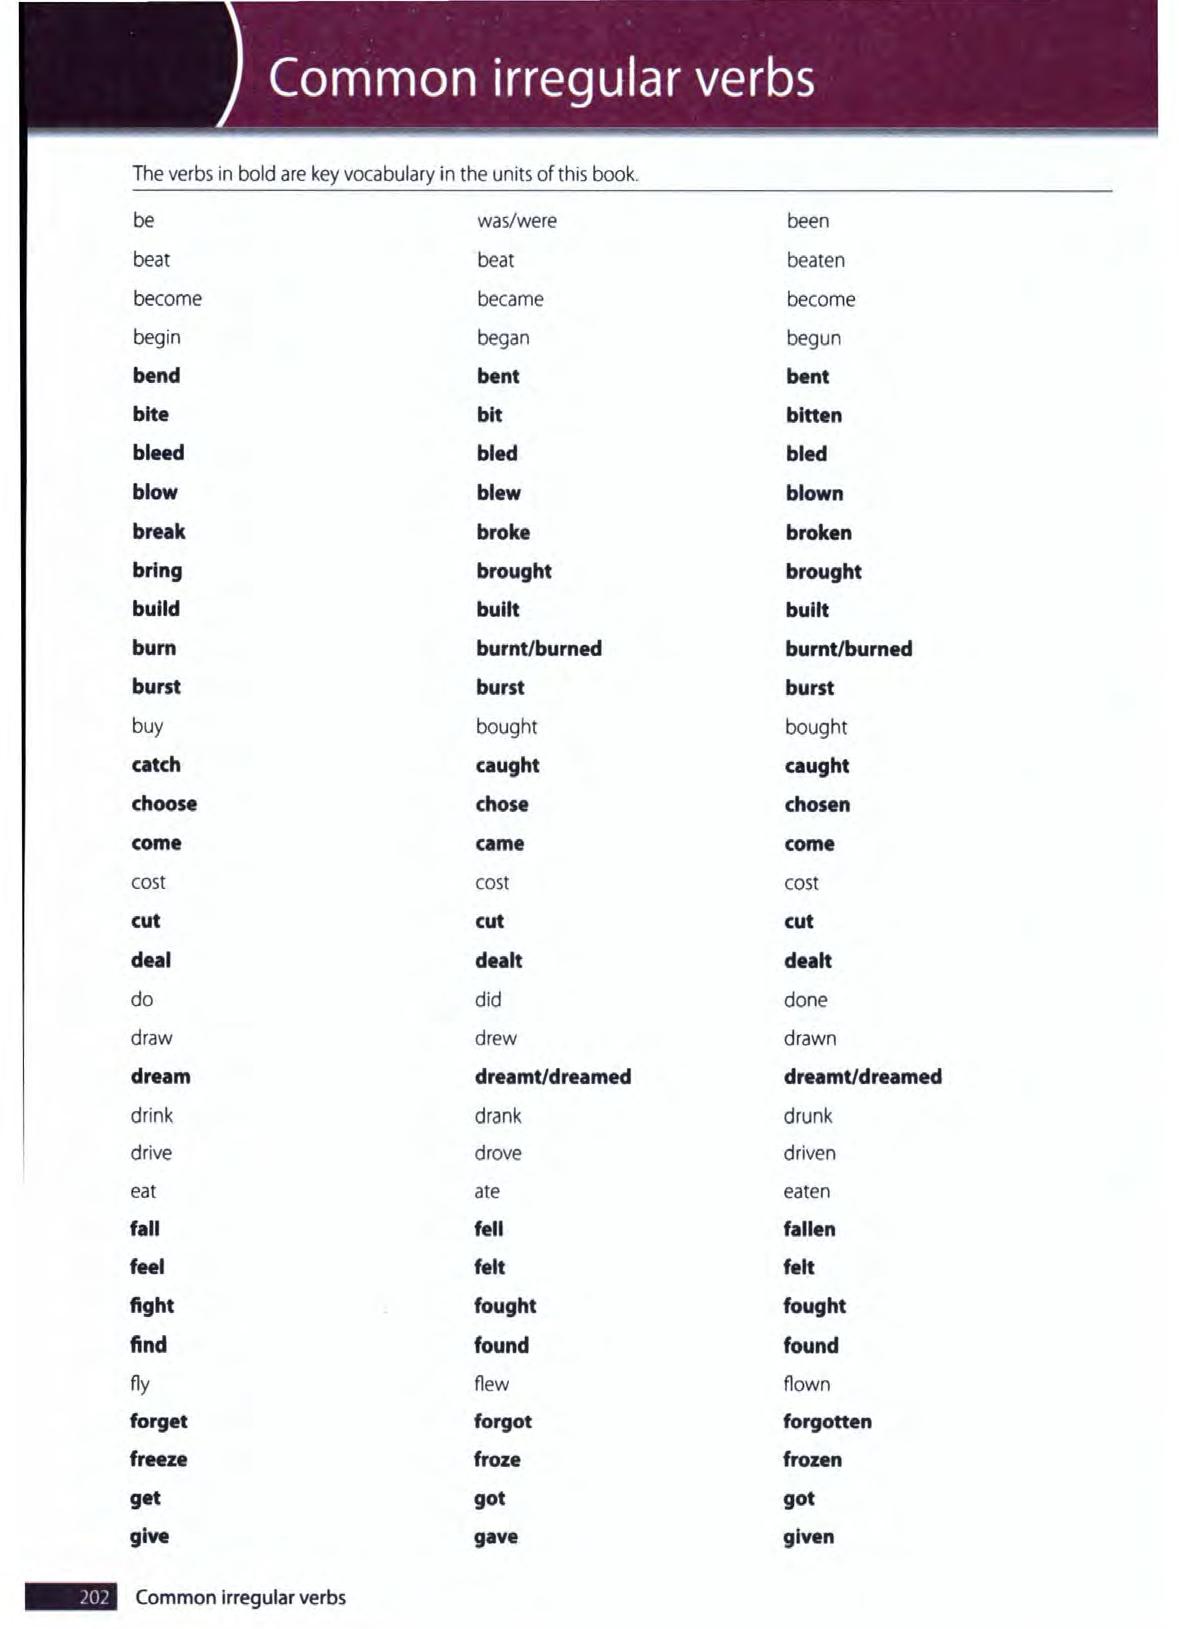 Common irregular verbs
The verbs in bold are key vocabulary in the units of this book.
be was/were been
beat beat beaten
become became become
begin began begun
bend bent bent
bite bit bitten
bleed bled bled
blow blew blown
break broke broken
bring brought brought
build built built
burn burnt/burned burnt/burned
burst burst burst
buy bought bought
catch caught caught
choose chose chosen
come came come
cost cost cost
cut cut cut
deal dealt dealt
do did done
draw drew drawn
dream dreamt/dreamed dreamt/dreamed
drink drank drunk
drive drove driven
eat ate eaten
fall fell fallen
feel felt felt
fight fought fought
find found found
fly flew flown
forget forgot forgotten
freeze froze frozen
get got got
give gave given
202 Common irregular verbs